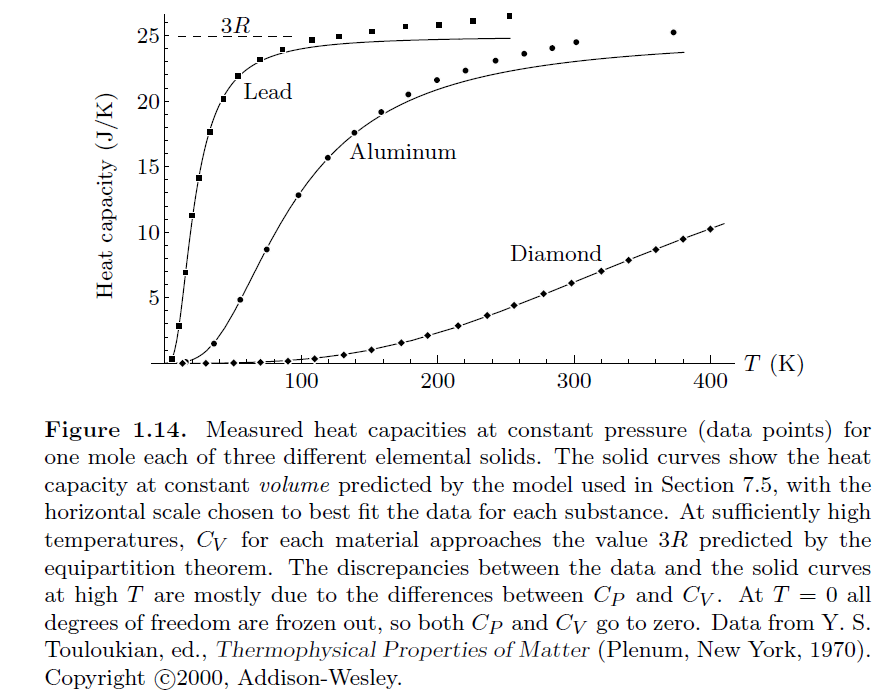 3R
25
20
15
10
5
Heat capacity (J/K)
Lead
Aluminum
Diamond
100
200
300
400
T (K)
Figure 1.14. Measured heat capacities at constant pressure (data points) for
one mole each of three different elemental solids. The solid curves show the heat
capacity at constant volume predicted by the model used in Section 7.5, with the
horizontal scale chosen to best fit the data for each substance. At sufficiently high
temperatures, C_V for each material approaches the value 3R predicted by the
equipartition theorem. The discrepancies between the data and the solid curves
at high T are mostly due to the differences between C_P and C_V. At T = 0 all
degrees of freedom are frozen out, so both C_P and C_V go to zero. Data from Y. S.
Touloukian, ed., Thermophysical Properties of Matter (Plenum, New York, 1970).
Copyright ©2000, Addison-Wesley.